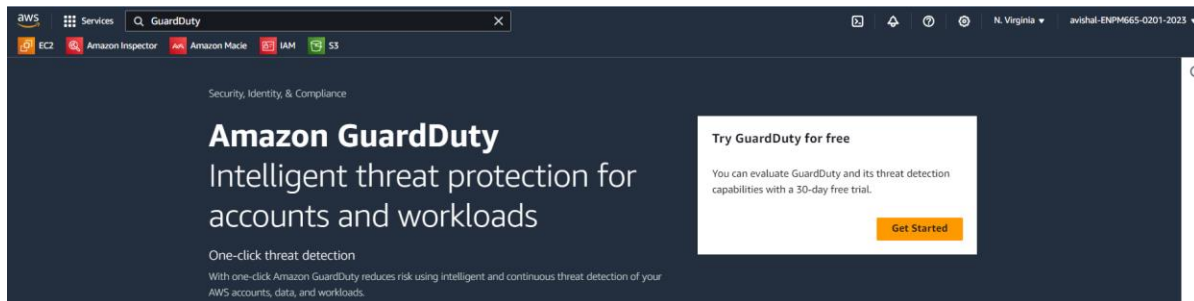 aws Services GuardDuty N. Virginia avishal-ENPM665-0201-2023
EC2 Amazon Inspector Amazon Macie IAM S3
Security, Identity, & Compliance
Amazon GuardDuty
Intelligent threat protection for
accounts and workloads
One-click threat detection
With one-click Amazon GuardDuty reduces risk using intelligent and continuous threat detection of your
AWS accounts, data, and workloads.
Try GuardDuty for free
You can evaluate GuardDuty and its threat detection
capabilities with a 30-day free trial.
Get Started